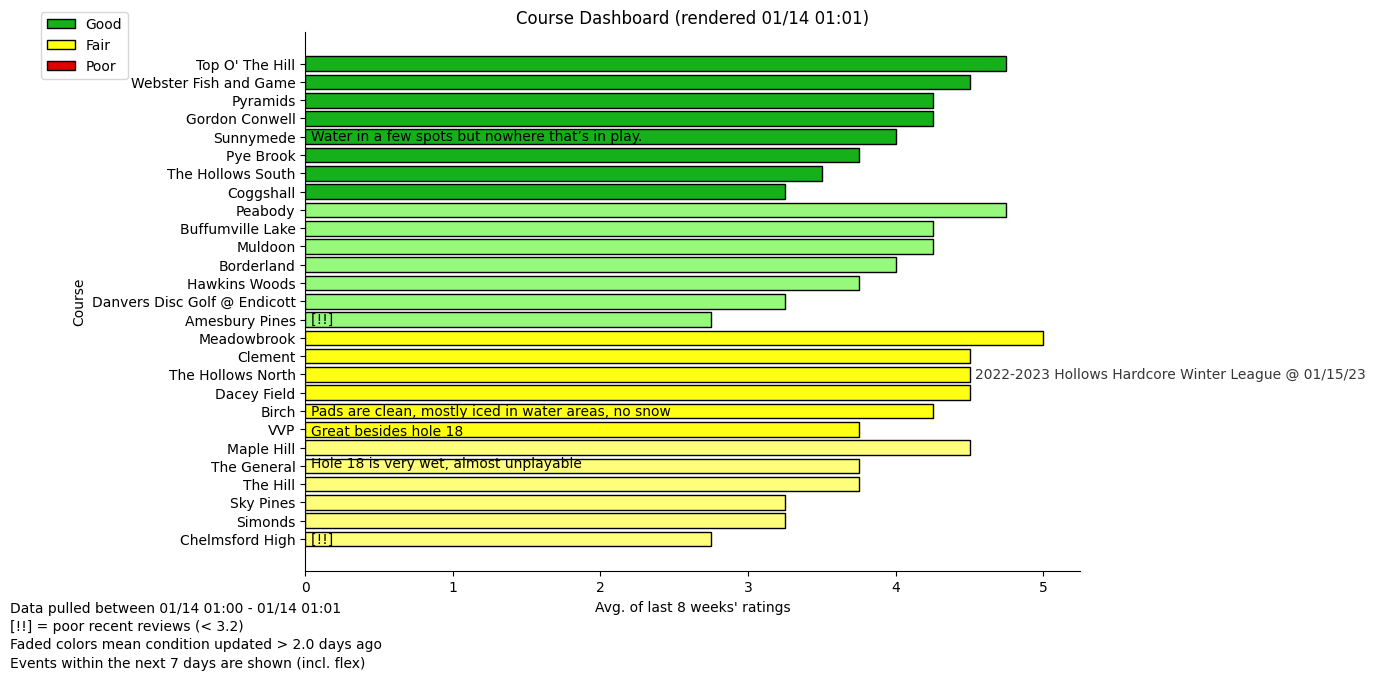 Good
Fair
Poor
Course Dashboard (rendered 01/14 01:01)
Course
Top O' The Hill
Webster Fish and Game
Pyramids
Gordon Conwell
Sunnymede Water in a few spots but nowhere that’s in play.
Pye Brook
The Hollows South
Coggshall
Peabody
Buffumville Lake
Muldoon
Borderland
Hawkins Woods
Danvers Disc Golf @ Endicott
Amesbury Pines [!!]
Meadowbrook
Clement
The Hollows North 2022-2023 Hollows Hardcore Winter League @ 01/15/23
Dacey Field
Birch Pads are clean, mostly iced in water areas, no snow
VVP Great besides hole 18
Maple Hill
The General Hole 18 is very wet, almost unplayable
The Hill
Sky Pines
Simonds
Chelmsford High [!!]
0 1 2 3 4 5
Avg. of last 8 weeks' ratings
Data pulled between 01/14 01:00 - 01/14 01:01
[!!] = poor recent reviews (< 3.2)
Faded colors mean condition updated > 2.0 days ago
Events within the next 7 days are shown (incl. flex)